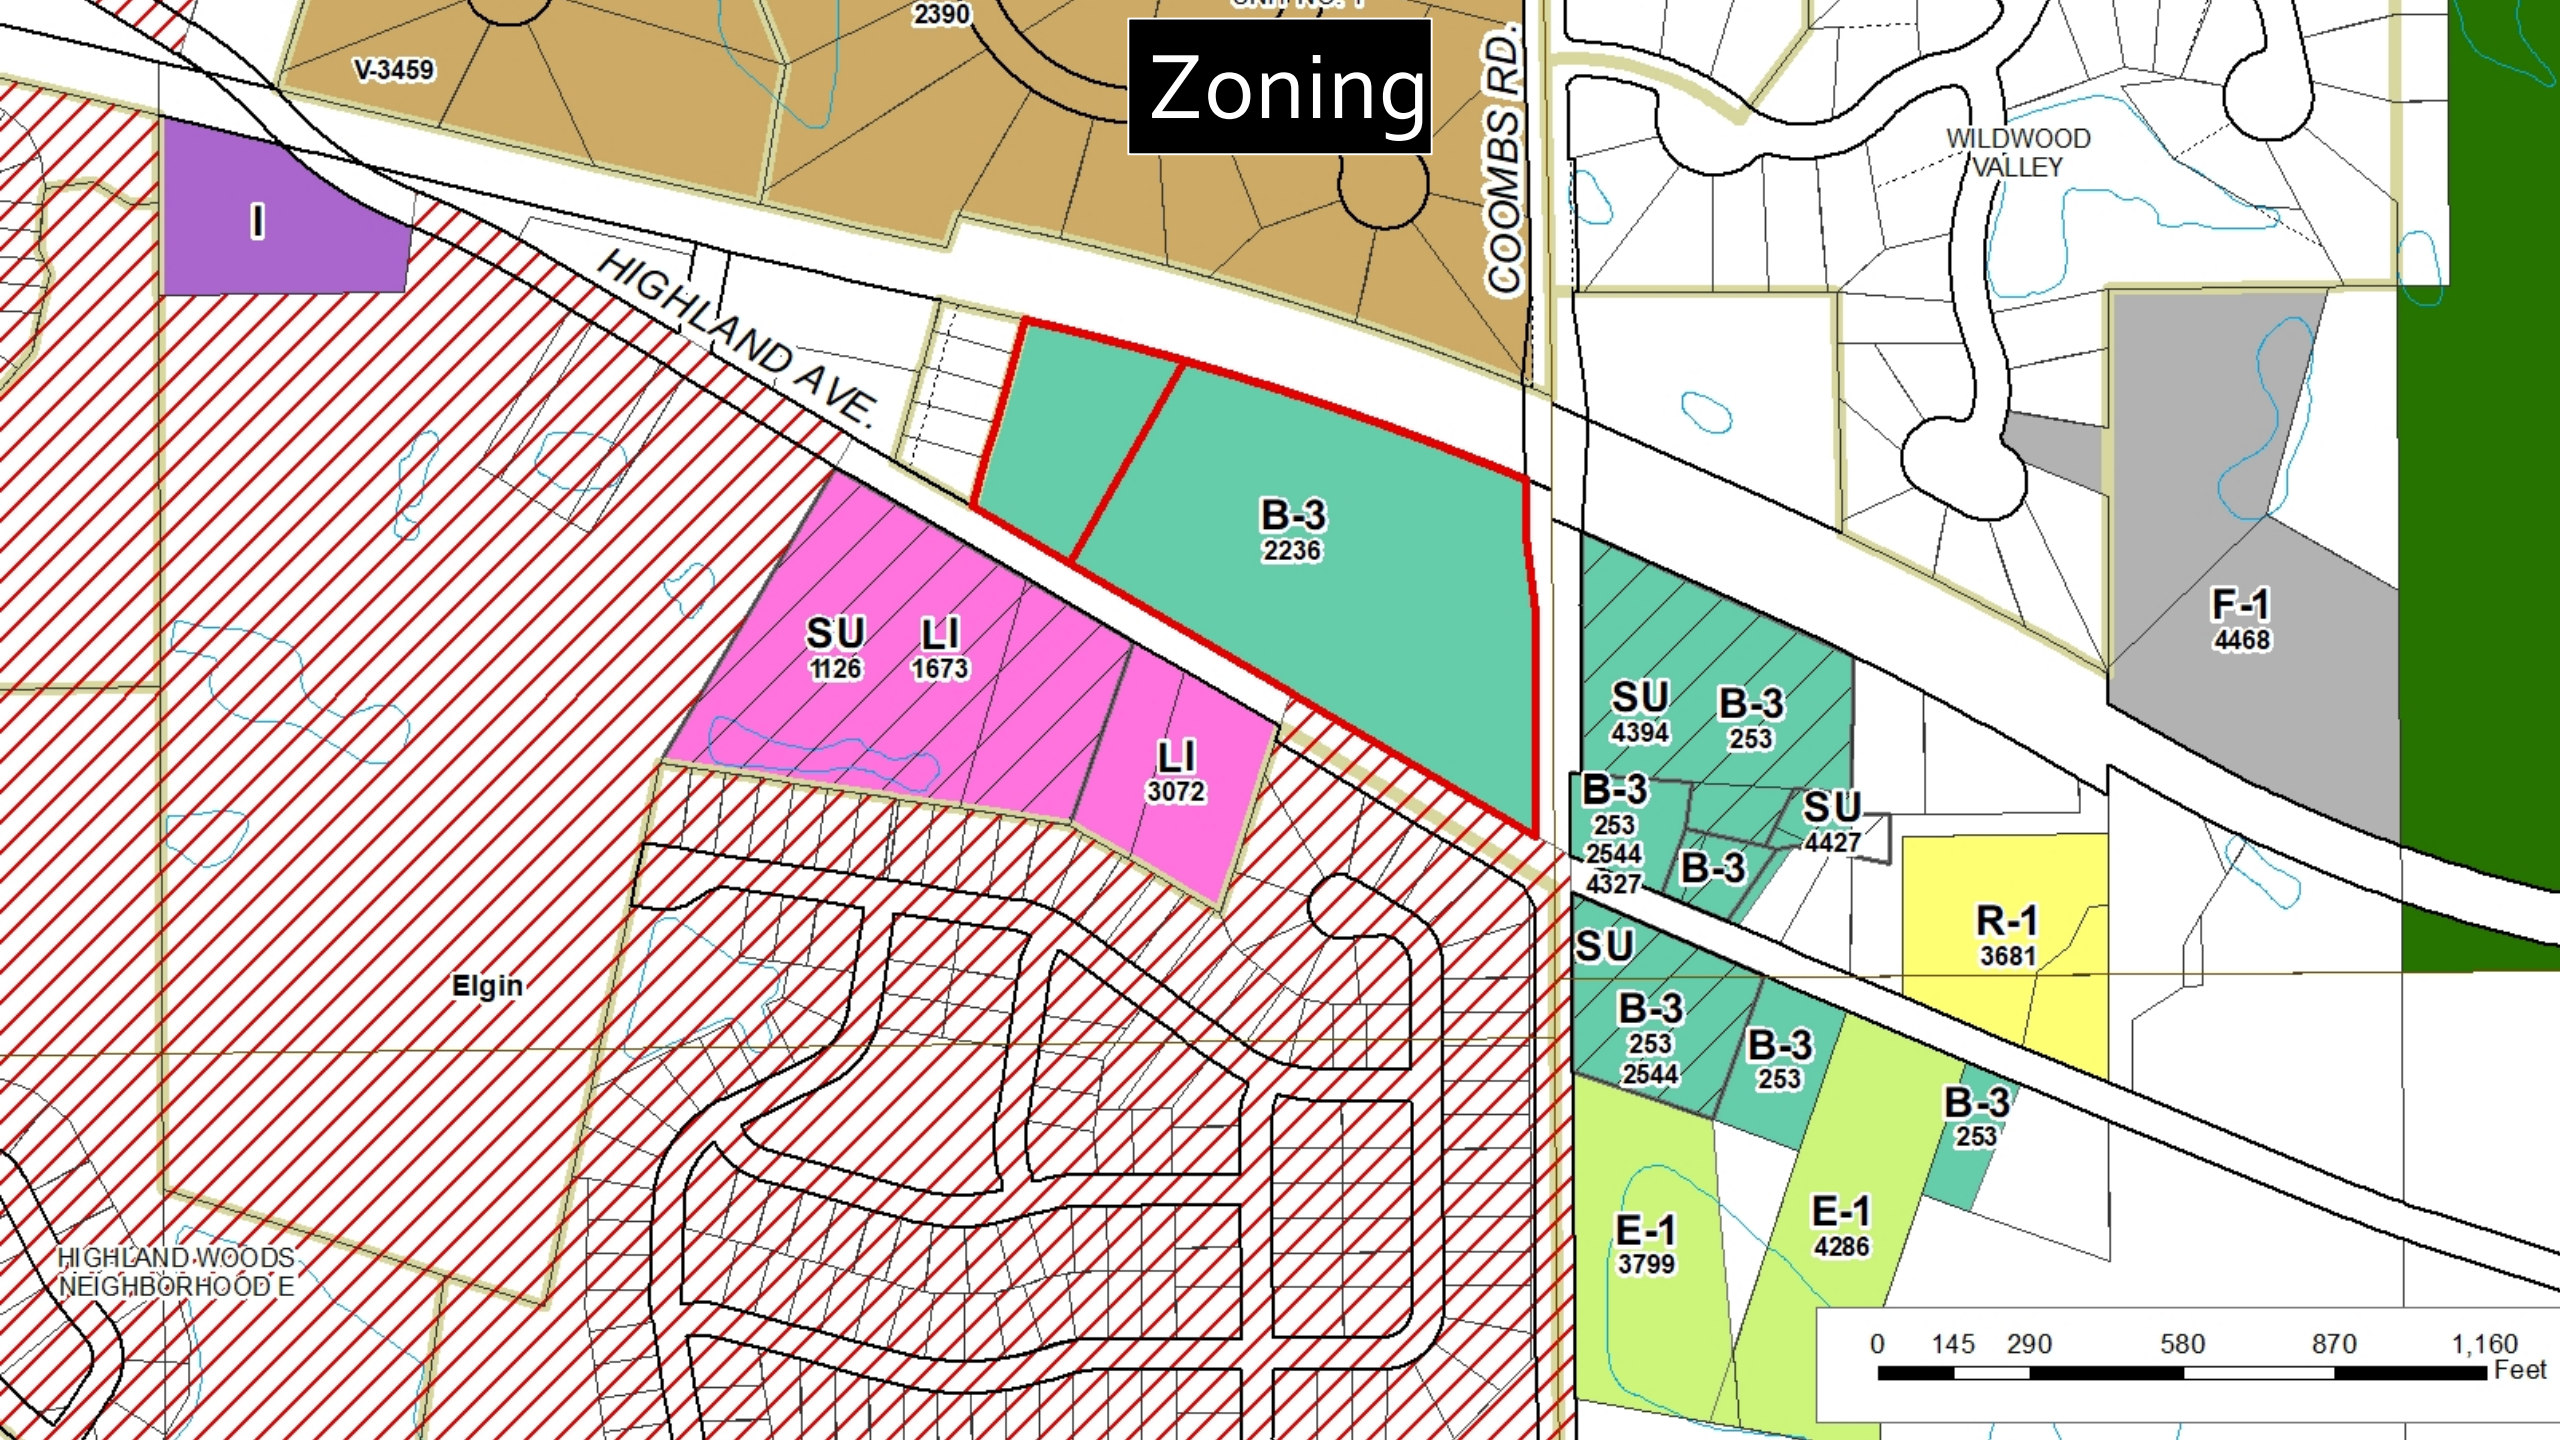 2390
V-3459
Zoning
COOMBS RD.
WILDWOOD
VALLEY
I
HIGHLAND AVE.
B-3
2236
SU
1126
LI
1673
LI
3072
F-1
4468
SU
4394
B-3
253
B-3
253
2544
4327
SU
4427
B-3
R-1
3681
SU
B-3
253
2544
B-3
253
B-3
253
Elgin
E-1
3799
E-1
4286
HIGHLAND WOODS
NEIGHBORHOOD E
0 145 290 580 870 1,160
Feet